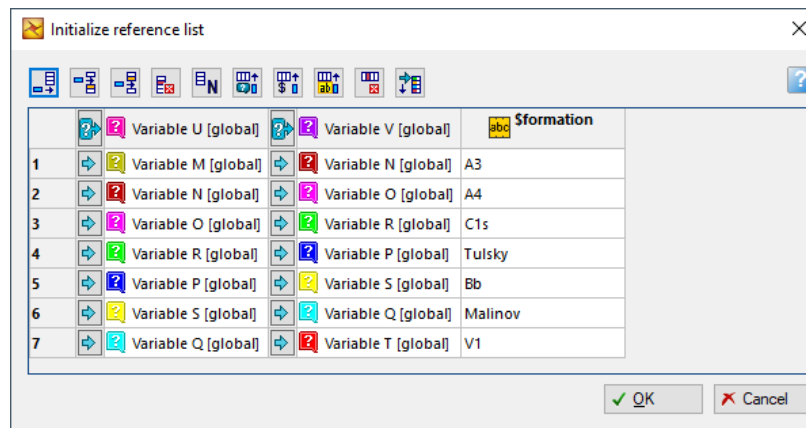 Initialize reference list
N $ ab ?
Variable U [global] Variable V [global] abc $formation
1 Variable M [global] Variable N [global] A3
2 Variable N [global] Variable O [global] A4
3 Variable O [global] Variable R [global] C1s
4 Variable R [global] Variable P [global] Tulsky
5 Variable P [global] Variable S [global] Bb
6 Variable S [global] Variable Q [global] Malinov
7 Variable Q [global] Variable T [global] V1
OK Cancel